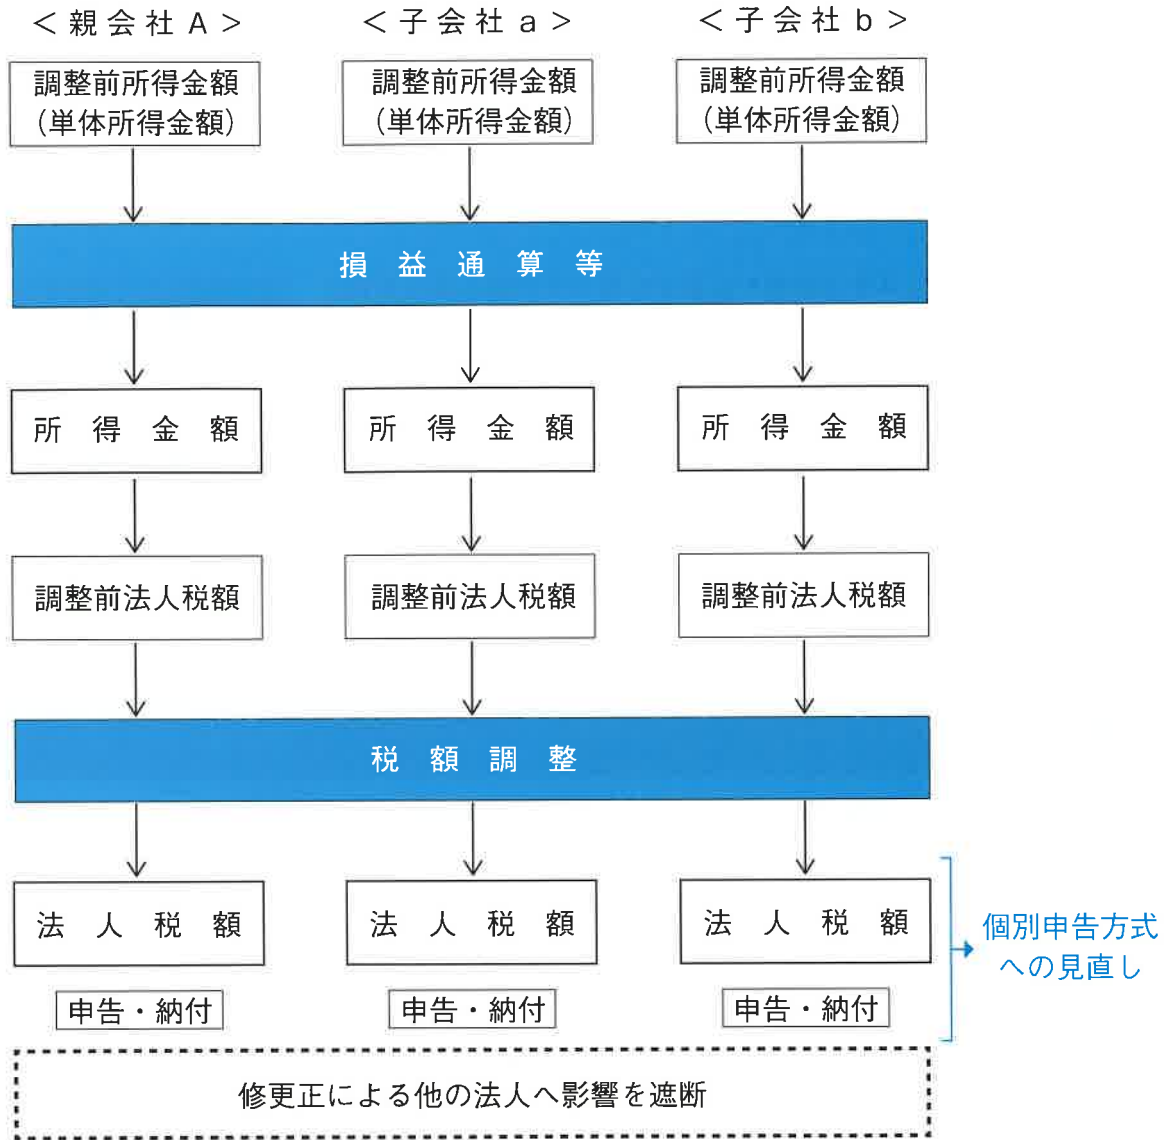 ＜親会社A＞
＜子会社a＞
＜子会社b＞
調整前所得金額
（単体所得金額）
調整前所得金額
（単体所得金額）
調整前所得金額
（単体所得金額）
損益通算等
所得金額
所得金額
所得金額
調整前法人税額
調整前法人税額
調整前法人税額
税額調整
法人税額
法人税額
法人税額
個別申告方式
への見直し
申告・納付
申告・納付
申告・納付
修更正による他の法人へ影響を遮断